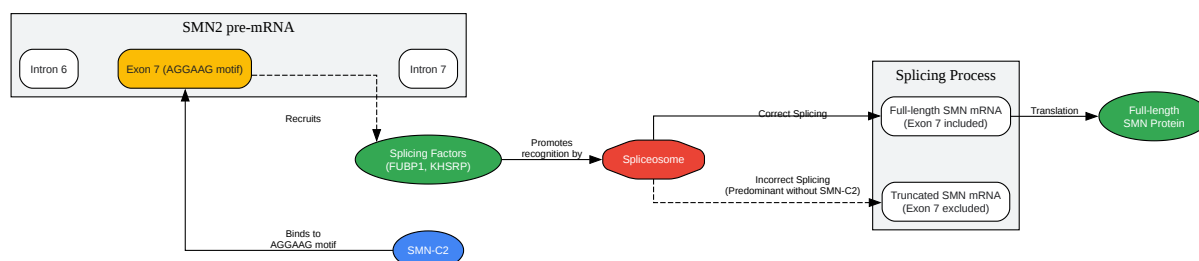 SMN2 pre-mRNA
Intron 6
Exon 7 (AGGAAG motif)
Intron 7
Recruits
Splicing Factors
(FUBP1, KHSRP)
Promotes
recognition by
Spliceosome
Correct Splicing
Incorrect Splicing
(Predominant without SMN-C2)
Splicing Process
Full-length SMN mRNA
(Exon 7 included)
Truncated SMN mRNA
(Exon 7 excluded)
Translation
Full-length
SMN Protein
Binds to
AGGAAG motif
SMN-C2